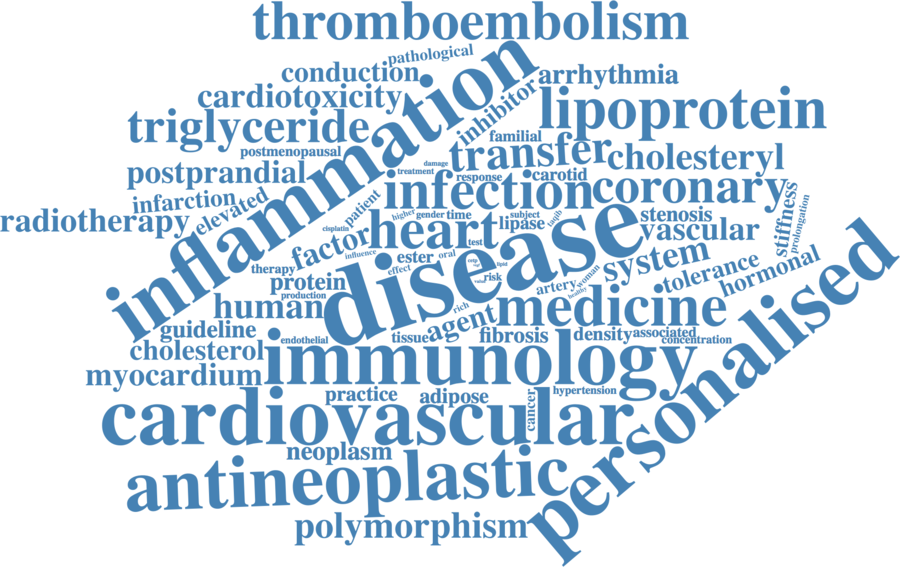 thromboembolism
pathological
conduction
arrhythmia
cardiotoxicity
inhibitor
lipoprotein
inflammation
triglyceride
familial
postmenopausal
transfer
cholesteryl
damage
treatment
postprandial
response
carotid
infection
coronary
infarction
elevated
patient
stiffness
prolongation
radiotherapy
higher
gender
time
subject
taqib
lipase
stenosis
cisplatin
heart
vascular
factor
test
disease
influence
ester
oral
system
therapy
effect
lipid
tolerance
hormonal
protein
risk
woman
artery
healthy
production
human
rich
medicine
personalised
guideline
agent
endothelial
tissue
fibrosis
density
associated
concentration
cholesterol
immunology
myocardium
practice
adipose
cancer
hypertension
cardiovascular
neoplasm
antineoplastic
polymorphism